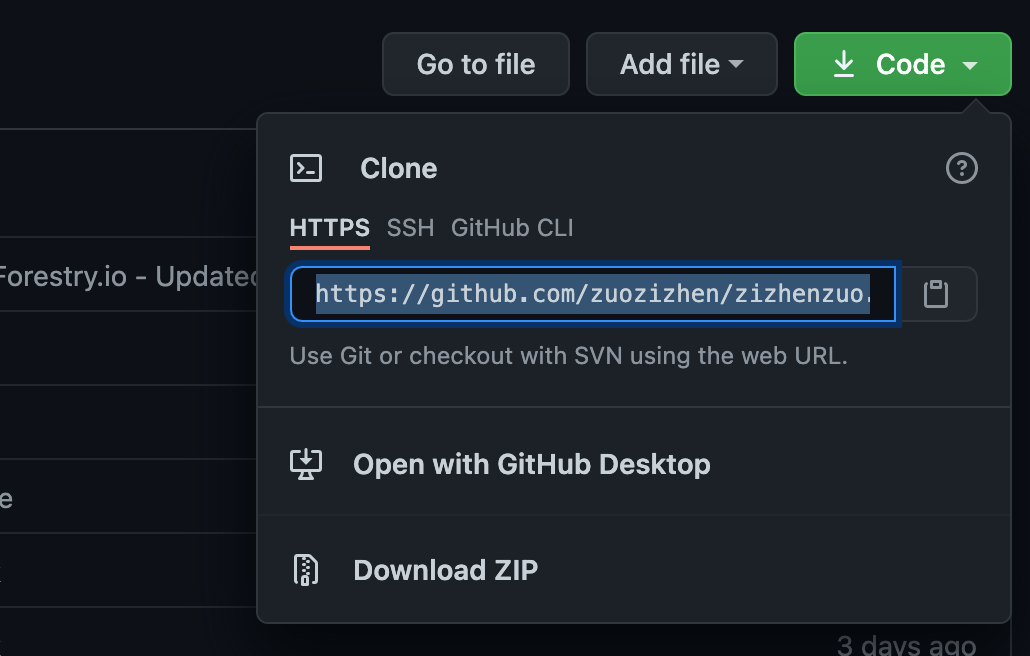 Go to file Add file Code
Clone
HTTPS SSH GitHub CLI
Forestry.io - Updated
https://github.com/zuozizhen/zizhenzuo.
Use Git or checkout with SVN using the web URL.
Open with GitHub Desktop
e
Download ZIP
3 days ago